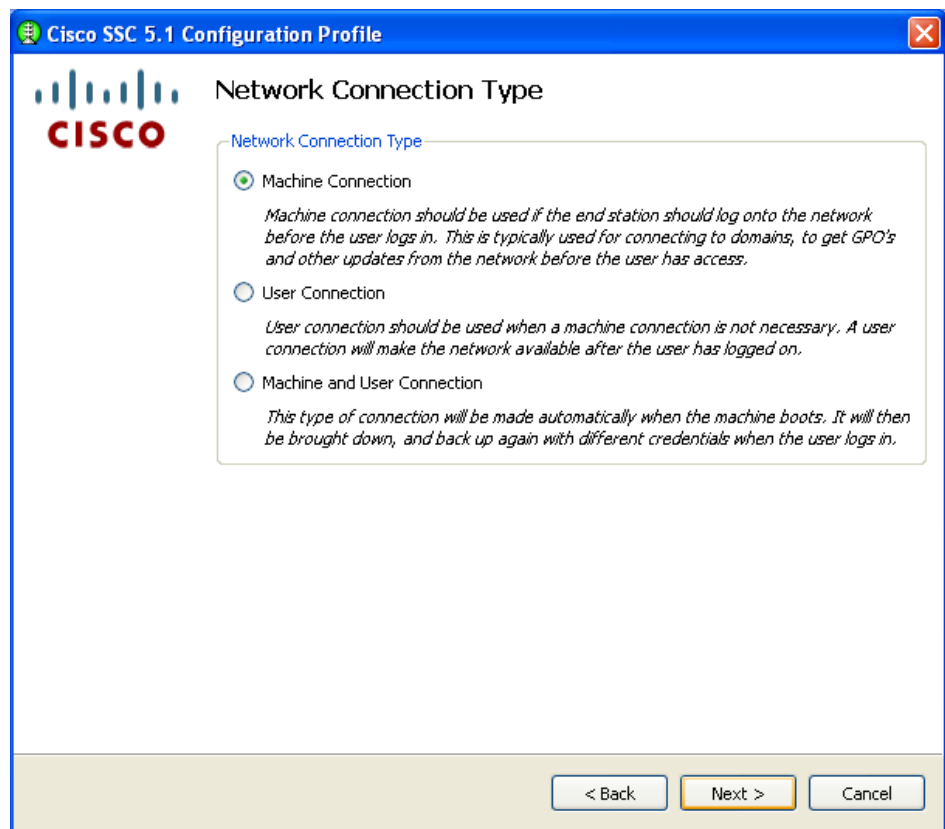 Cisco SSC 5.1 Configuration Profile
CISCO
Network Connection Type
Network Connection Type
Machine Connection
Machine connection should be used if the end station should log onto the network
before the user logs in. This is typically used for connecting to domains, to get GPO's
and other updates from the network before the user has access.
User Connection
User connection should be used when a machine connection is not necessary. A user
connection will make the network available after the user has logged on.
Machine and User Connection
This type of connection will be made automatically when the machine boots. It will then
be brought down, and back up again with different credentials when the user logs in.
< Back
Next >
Cancel